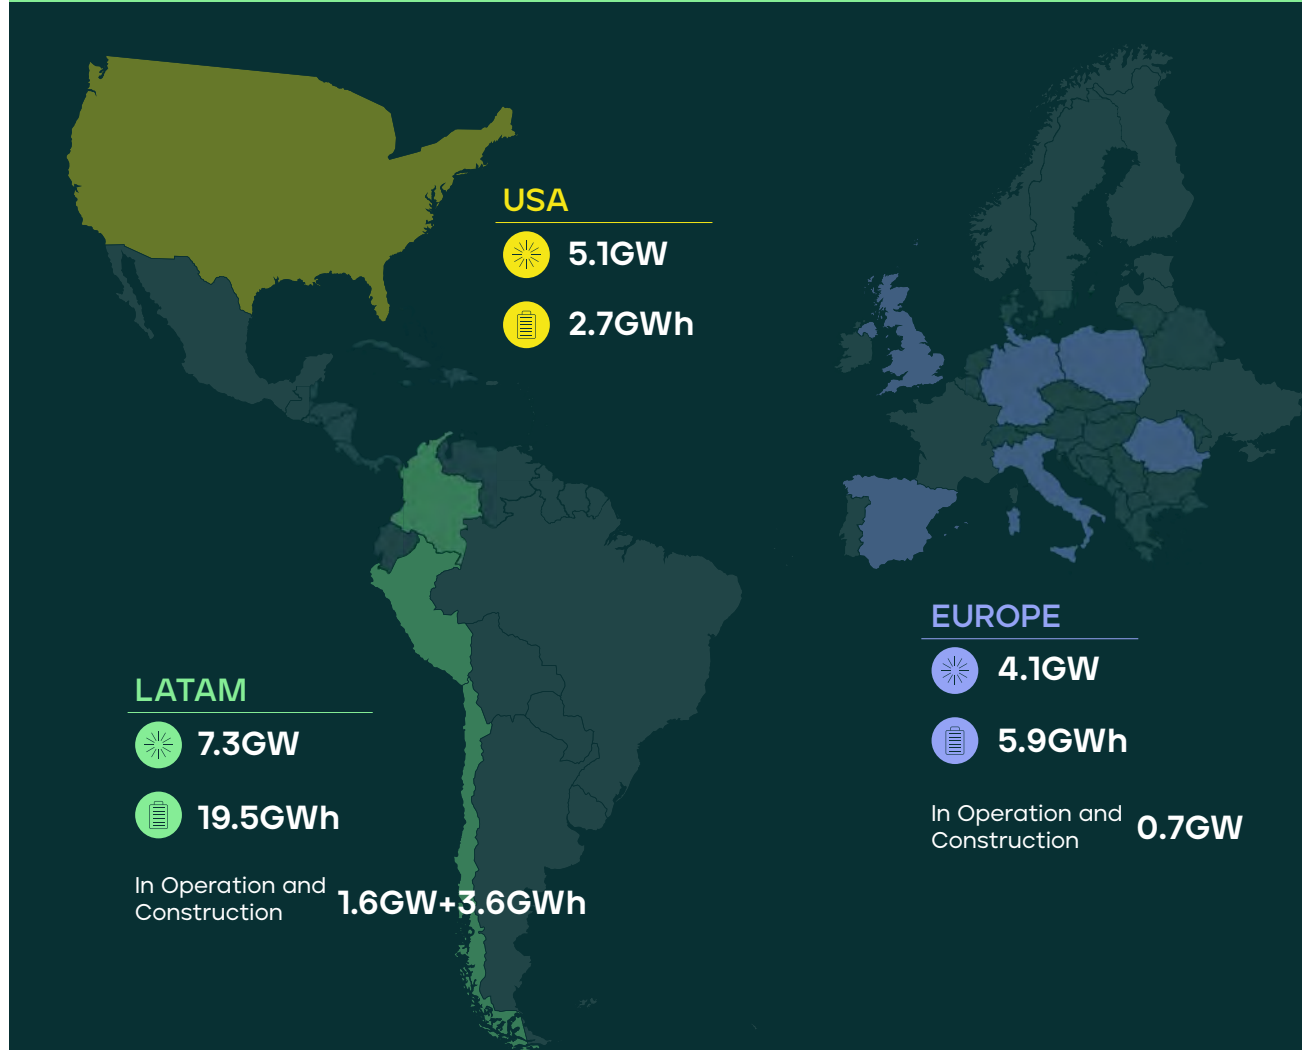 USA
5.1GW
2.7GWh
EUROPE
4.1GW
5.9GWh
In Operation and
Construction
0.7GW
LATAM
7.3GW
19.5GWh
In Operation and
Construction
1.6GW+3.6GWh